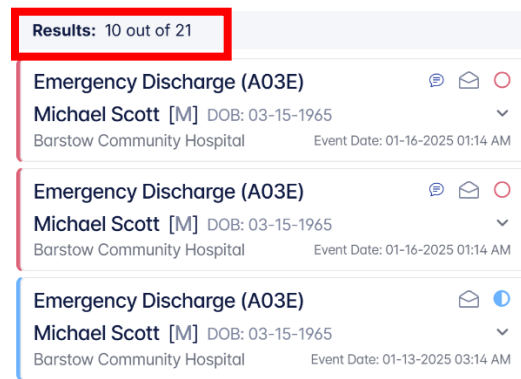 Results: 10 out of 21
Emergency Discharge (A03E)
Michael Scott [M] DOB: 03-15-1965
Barstow Community Hospital Event Date: 01-16-2025 01:14 AM
Emergency Discharge (A03E)
Michael Scott [M] DOB: 03-15-1965
Barstow Community Hospital Event Date: 01-16-2025 01:14 AM
Emergency Discharge (A03E)
Michael Scott [M] DOB: 03-15-1965
Barstow Community Hospital Event Date: 01-13-2025 03:14 AM